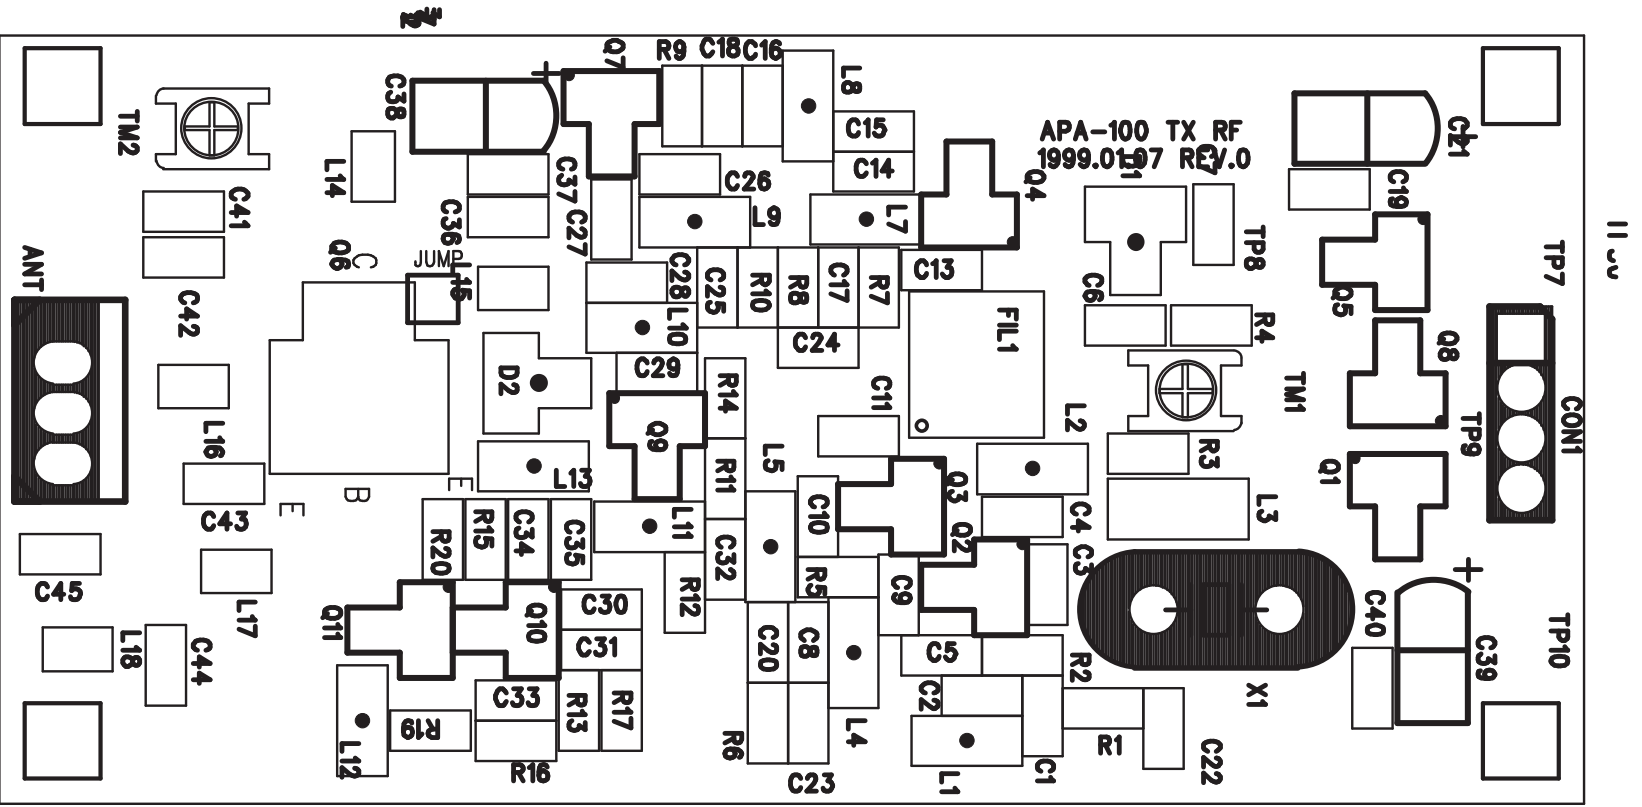 Q7
R9
C18
C16
C38
L8
TM2
C15
APA-100 TX RF
1999.01.07 REV.0
C21
C14
L14
C37
C26
Q4
C19
C41
C36
C27
L9
L7
TP8
TP7
ANT
Q6
C
JUMP
L15
C28
C25
R10
R8
C17
R7
C13
C6
Q5
C42
L10
FIL1
R4
C24
Q8
D2
C29
R14
C11
L2
TM1
TP9
CON1
L16
Q9
L5
R3
Q1
L13
R11
C10
Q3
L3
B
E
E
C43
R20
R15
C34
C35
L11
C32
Q2
C4
C3
C45
R12
R5
C9
L17
Q11
Q10
C30
C40
C39
TP10
L18
C44
C31
C20
C8
C5
R2
X1
C33
R13
R17
C2
R19
L12
R6
L4
R1
C22
R16
C23
L1
C1